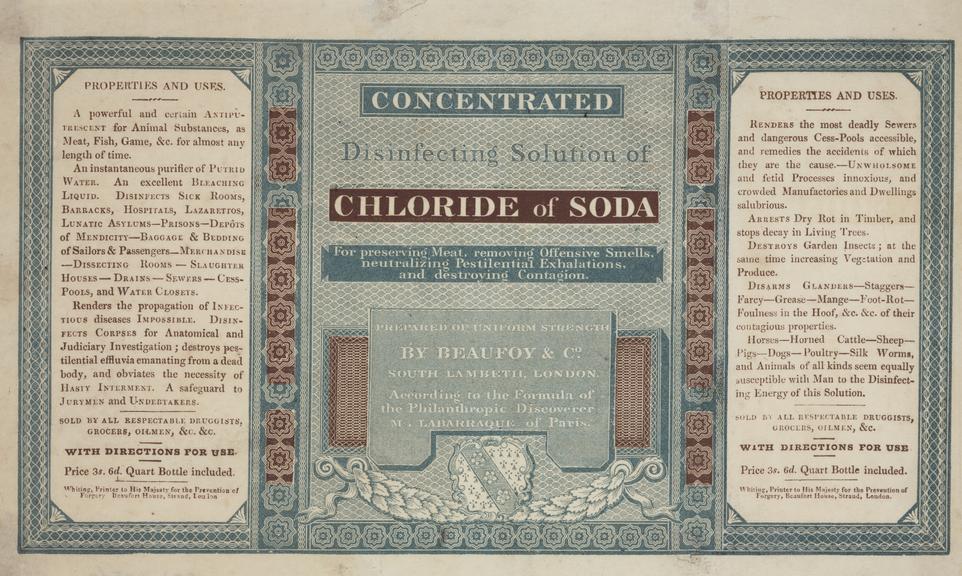 PROPERTIES AND USES.
A powerful and certain ANTIPU-
TRESCENT for Animal Substances, as
Meat, Fish, Game, &c. for almost any
length of time.
An instantaneous purifier of PUTRID
WATER. An excellent BLEACHING
LIQUID. DISINFECTS SICK ROOMS,
BARRACKS, HOSPITALS, LAZARETIOS,
LUNATIC ASYLUMS—PRISONS—DEPÔTS
of MENDICITY—BAGGAGE & BEDDING
of Sailors & Passengers—MERCHANDISE
—DISSECTING ROOMS — SLAUGHTER
HOUSES — DRAINS — SEWERS — CESS-
POOLS, and WATER CLOSETS.
Renders the propagation of INFEC-
TIOUS diseases IMPOSSIBLE. DISIN-
FECTS CORPSES for Anatomical and
Judiciary Investigation; destroys pes-
tilential effluvia emanating from a dead
body, and obviates the necessity of
HASTY INTERMENT. A safeguard to
JURYMEN and UNDERTAKERS.
SOLD BY ALL RESPECTABLE DRUGGISTS,
GROCERS, OILMEN, &c. &c.
WITH DIRECTIONS FOR USE.
Price 3s. 6d. Quart Bottle included.
Whiting, Printer to His Majesty for the Prevention of
Forgery Beaufort House, Strand, London
CONCENTRATED
Disinfecting Solution of
CHLORIDE of SODA
For preserving Meat, removing Offensive Smells,
neutralizing Pestilential Exhalations,
and destroying Contagion.
PREPARED OF UNIFORM STRENGTH
BY BEAUFOY & Co.
SOUTH LAMBETH, LONDON.
According to the Formula of
the Philanthropic Discoverer
M. LABARRAQUE of Paris.
PROPERTIES AND USES.
RENDERS the most deadly Sewers
and dangerous Cess-Pools accessible,
and remedies the accidents of which
they are the cause.—UNWHOLSOME
and fetid Processes innoxious, and
crowded Manufactories and Dwellings
salubrious.
ARRESTS Dry Rot in Timber, and
stops decay in Living Trees.
DESTROYS Garden Insects; at the
same time increasing Vegetation and
Produce.
DISARMS GLANDERS—Staggers—
Farcy—Grease—Mange—Foot-Rot—
Foulness in the Hoof, &c. &c. of their
contagious properties.
Horses—Horned Cattle—Sheep—
Pigs—Dogs—Poultry—Silk Worms,
and Animals of all kinds seem equally
susceptible with Man to the Disinfect-
ing Energy of this Solution.
SOLD BY ALL RESPECTABLE DRUGGISTS,
GROCERS, OILMEN, &c.
WITH DIRECTIONS FOR USE
Price 3s. 6d. Quart Bottle included.
Whiting, Printer to His Majesty for the Prevention of
Forgery, Beaufort House, Strand, London.